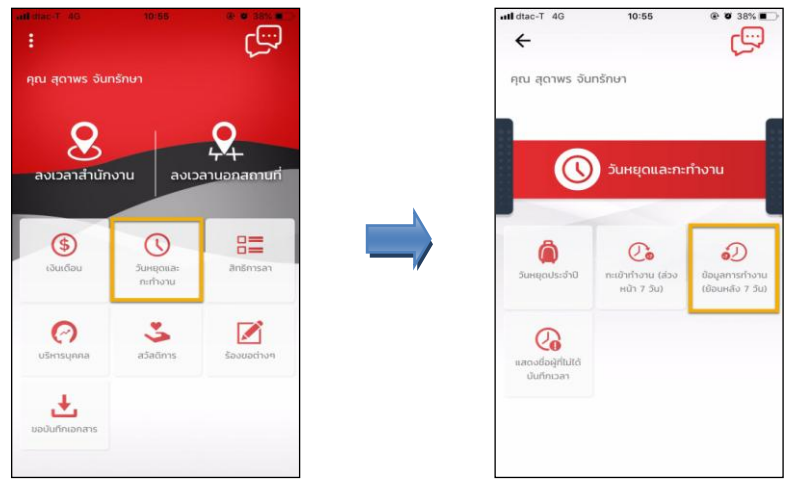 dtac-T 4G 10:55 38%
คุณ สุดาพร จันทรักษา
ลงเวลาสำนักงาน ลงเวลานอกสถานที่
เงินเดือน
วันหยุดและ
กะทำงาน
สิทธิการลา
บริหารบุคคล
สวัสดิการ
ร้องขอต่างๆ
ขอบันทึกเอกสาร
dtac-T 4G 10:55 38%
คุณ สุดาพร จันทรักษา
วันหยุดและกะทำงาน
วันหยุดประจำปี
กะเข้าทำงาน (ล่วง
หน้า 7 วัน)
ข้อมูลการทำงาน
(ย้อนหลัง 7 วัน)
แสดงชื่อผู้ที่ไม่ได้
บันทึกเวลา